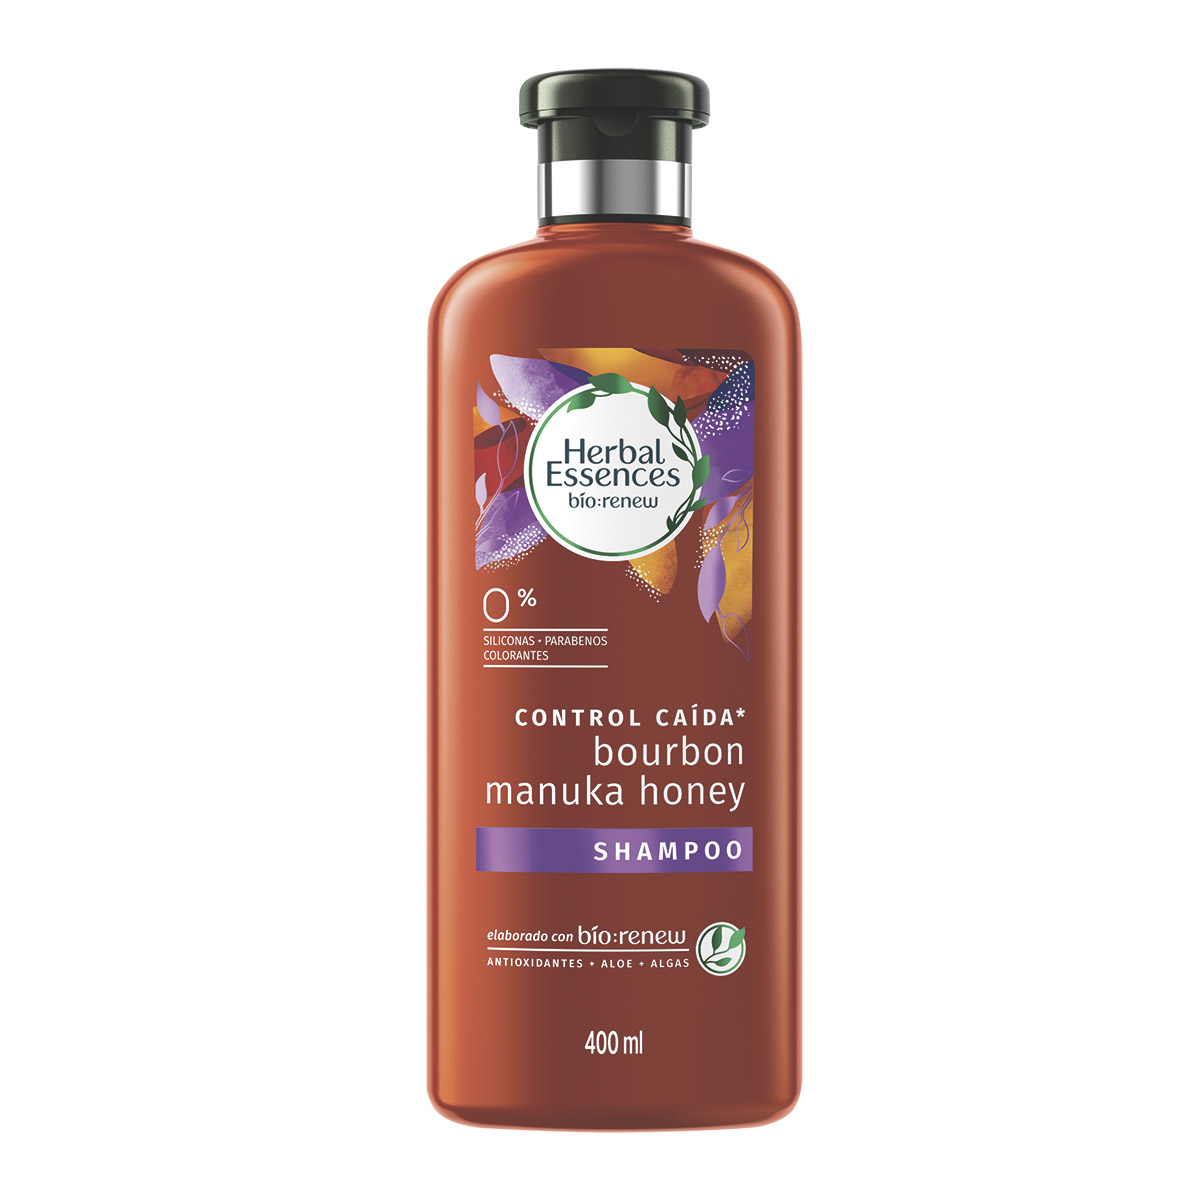 Herbal
Essences
bío:renew
0%
SILICONAS • PARABENOS
COLORANTES
CONTROL CAÍDA*
bourbon
manuka honey
SHAMPOO
elaborado con bío:renew
ANTIOXIDANTES + ALOE + ALGAS
400 ml